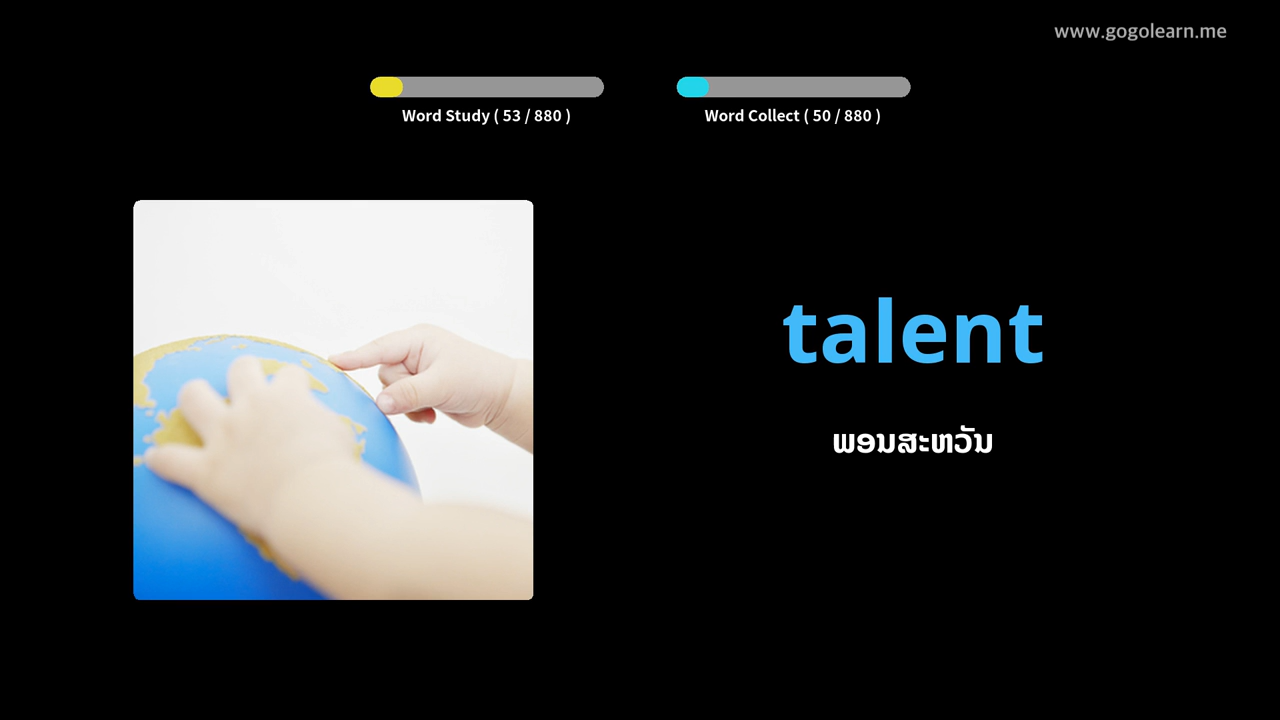 www.gogolearn.me
Word Study ( 53 / 880 )
Word Collect ( 50 / 880 )
talent
ພອນສະຫວັນ